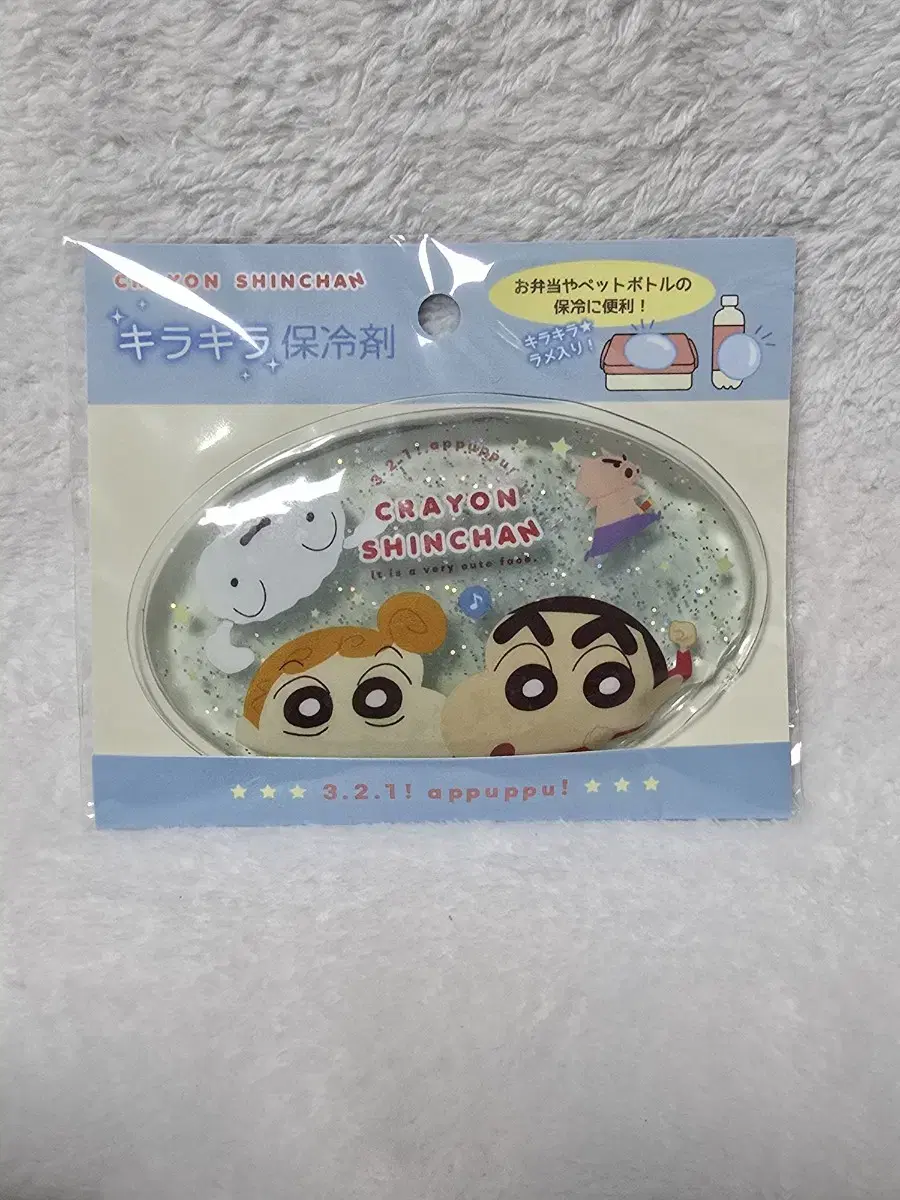 CRAYON SHINCHAN
キラキラ保冷剤
お弁当やペットボトルの
保冷に便利！
キラキラ★
ラメ入り！
3.2.1! appuppu!
CRAYON
SHINCHAN
It is a very cute face.
3.2.1! appuppu!